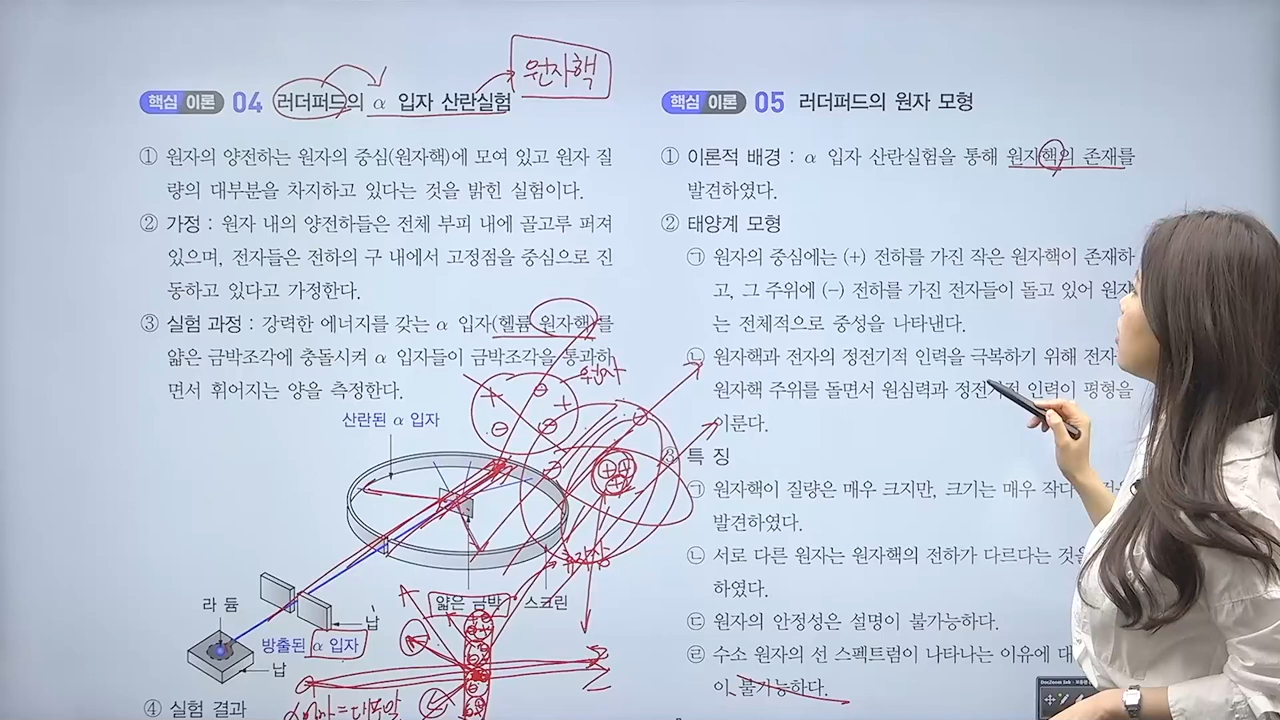 원자핵
핵심 이론 04 러더퍼드의 α 입자 산란실험
① 원자의 양전하는 원자의 중심(원자핵)에 모여 있고 원자 질
량의 대부분을 차지하고 있다는 것을 밝힌 실험이다.
② 가정 : 원자 내의 양전하들은 전체 부피 내에 골고루 퍼져
있으며, 전자들은 전하의 구 내에서 고정점을 중심으로 진
동하고 있다고 가정한다.
③ 실험 과정 : 강력한 에너지를 갖는 α 입자(헬륨 원자핵)를
얇은 금박조각에 충돌시켜 α 입자들이 금박조각을 통과하
면서 휘어지는 양을 측정한다.
원자
산란된 α 입자
라듐
방출된 α 입자
납
납
얇은 금박
스크린
④ 실험 결과
핵심 이론 05 러더퍼드의 원자 모형
① 이론적 배경 : α 입자 산란실험을 통해 원자핵의 존재를
발견하였다.
② 태양계 모형
㉠ 원자의 중심에는 (+) 전하를 가진 작은 원자핵이 존재하
고, 그 주위에 (−) 전하를 가진 전자들이 돌고 있어 원자
는 전체적으로 중성을 나타낸다.
㉡ 원자핵과 전자의 정전기적 인력을 극복하기 위해 전자
원자핵 주위를 돌면서 원심력과 인력이 평형을
이룬다.
③ 특 징
㉠ 원자핵이 질량은 매우 크지만, 크기는 매우 작다
발견하였다.
㉡ 서로 다른 원자는 원자핵의 전하가 다르다는 것을
하였다.
㉢ 원자의 안정성은 설명이 불가능하다.
㉣ 수소 원자의 선 스펙트럼이 나타나는 이유에 대
이 불가능하다.